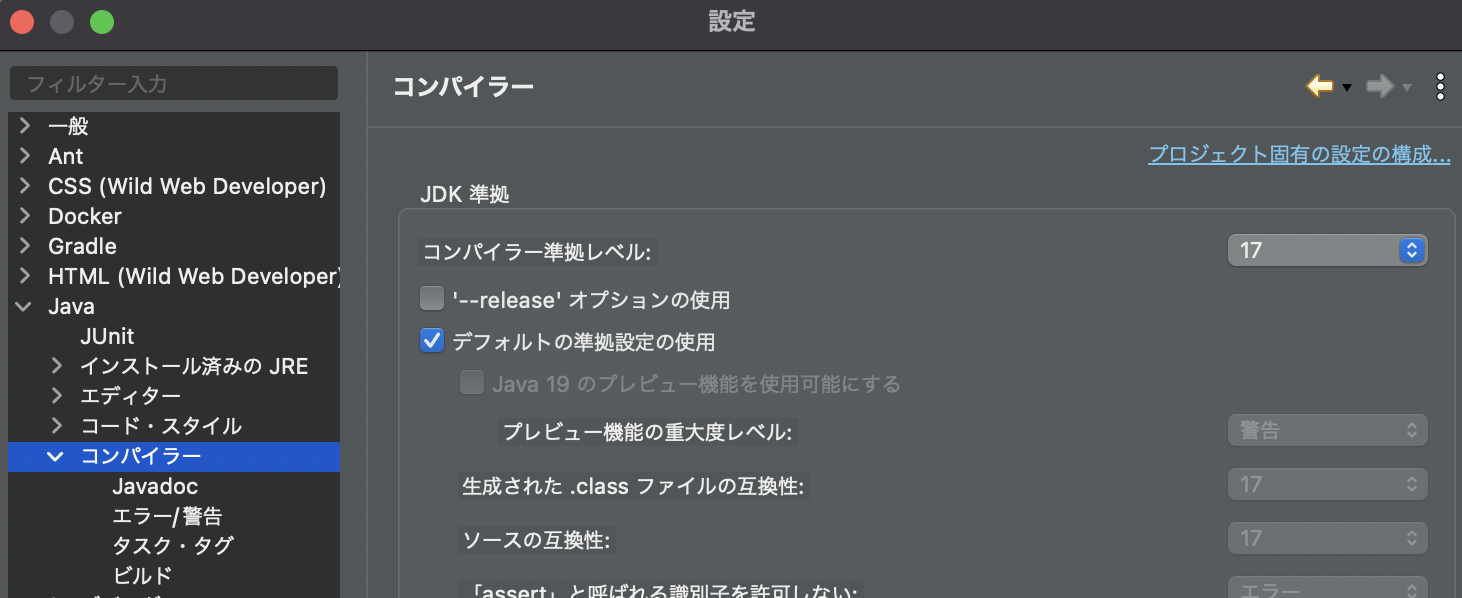 設定
フィルター入力
一般
Ant
CSS (Wild Web Developer)
Docker
Gradle
HTML (Wild Web Developer)
Java
JUnit
インストール済みの JRE
エディター
コード・スタイル
コンパイラー
Javadoc
エラー/警告
タスク・タグ
ビルド
コンパイラー
プロジェクト固有の設定の構成...
JDK 準拠
コンパイラー準拠レベル:
17
'--release' オプションの使用
デフォルトの準拠設定の使用
Java 19 のプレビュー機能を使用可能にする
プレビュー機能の重大度レベル:
警告
生成された .class ファイルの互換性:
17
ソースの互換性:
17
「assert」と呼ばれる識別子を許可しない:
エラー